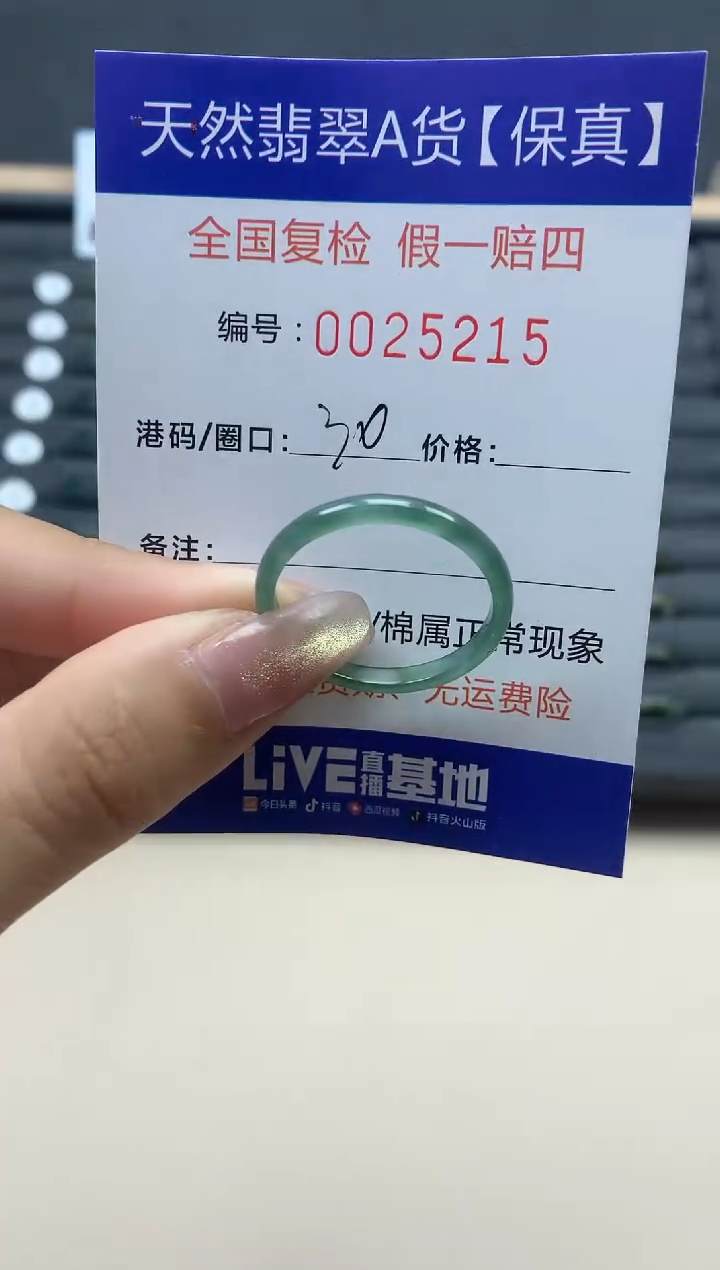 天然翡翠A货【保真】
全国复检 假一赔四
编号:0025215
港码/圈口: 价格:
备注:
/棉属正常现象
无运费险
LiVE直播基地
今日头条 抖音 西瓜视频 抖音火山版